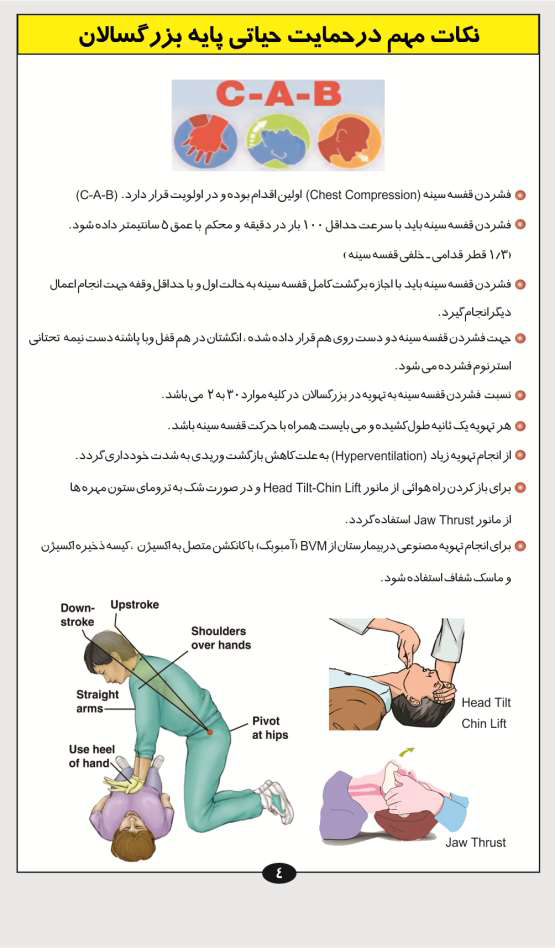 نکات مهم درحمایت حیاتی پایه بزرگسالان
C-A-B
فشردن قفسه سینه (Chest Compression) اولین اقدام بوده و در اولویت قرار دارد. (C-A-B)
فشردن قفسه سینه باید با سرعت حداقل ۱۰۰ بار در دقیقه و محکم با عمق ۵ سانتیمتر داده شود.
(۱/۳ قطر قدامی - خلفی قفسه سینه)
فشردن قفسه سینه باید با اجازه برگشت کامل قفسه سینه به حالت اول و با حداقل وقفه جهت انجام اعمال
دیگر انجام گیرد.
جهت فشردن قفسه سینه دو دست روی هم قرار داده شده ، انگشتان در هم قفل وبا پاشنه دست نیمه تحتانی
استرنوم فشرده می شود.
نسبت فشردن قفسه سینه به تهویه در بزرگسالان در کلیه موارد ۳۰ به ۲ می باشد.
هر تهویه یک ثانیه طول کشیده و می بایست همراه با حرکت قفسه سینه باشد.
از انجام تهویه زیاد (Hyperventilation) به علت کاهش بازگشت وریدی به شدت خودداری گردد.
برای باز کردن راه هوائی از مانور Head Tilt-Chin Lift و در صورت شک به ترومای ستون مهره ها
از مانور Jaw Thrust استفاده گردد.
برای انجام تهویه مصنوعی در بیمارستان از BVM (آمبوبگ) با کانکشن متصل به اکسیژن ، کیسه ذخیره اکسیژن
و ماسک شفاف استفاده شود.
Down-
stroke
Upstroke
Shoulders
over hands
Straight
arms
Pivot
at hips
Use heel
of hand
Head Tilt
Chin Lift
Jaw Thrust
٤